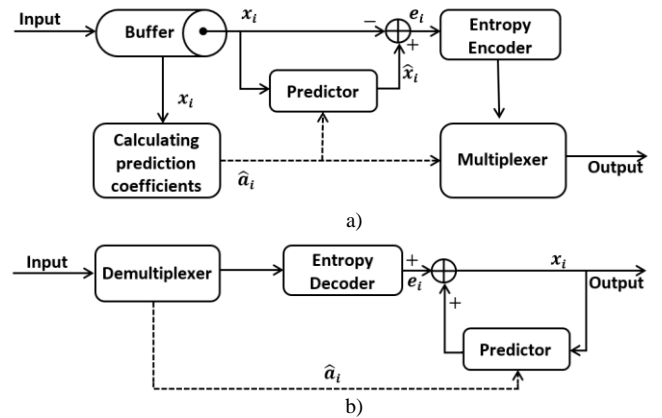 Input
Buffer
x_i
−
e_i
+
x̂_i
Entropy
Encoder
Predictor
x_i
Calculating
prediction
coefficients
â_i
Multiplexer
Output
a)
Input
Demultiplexer
Entropy
Decoder
+
e_i
x_i
Output
+
Predictor
â_i
b)